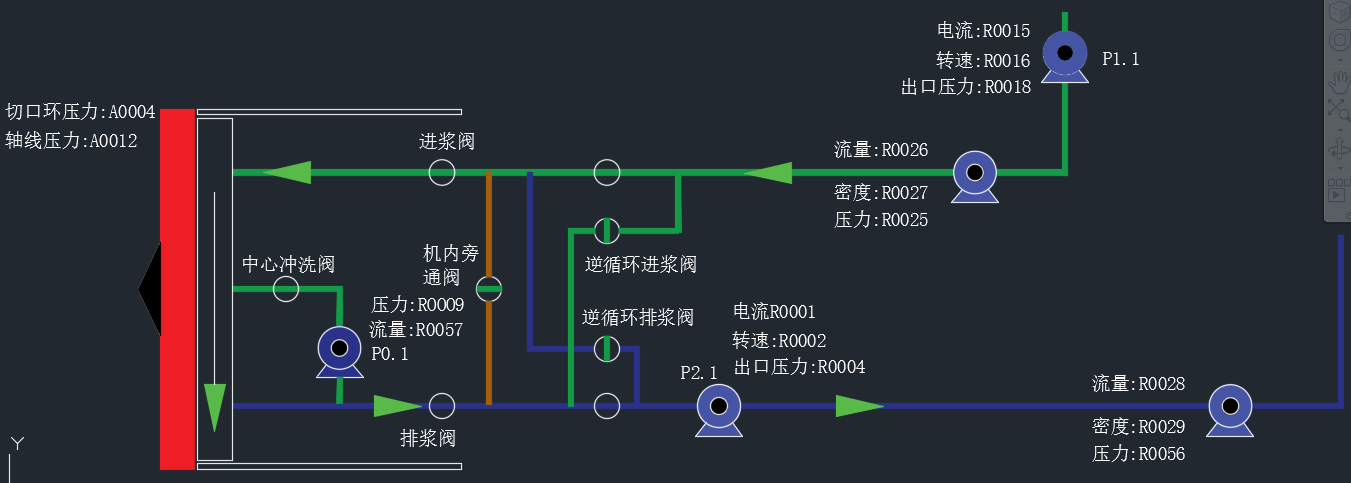 电流:R0015
转速:R0016
出口压力:R0018
P1.1
切口环压力:A0004
轴线压力:A0012
进浆阀
流量:R0026
密度:R0027
压力:R0025
中心冲洗阀
机内旁
通阀
逆循环进浆阀
压力:R0009
流量:R0057
P0.1
逆循环排浆阀
电流R0001
转速:R0002
出口压力:R0004
P2.1
流量:R0028
密度:R0029
压力:R0056
排浆阀
Y